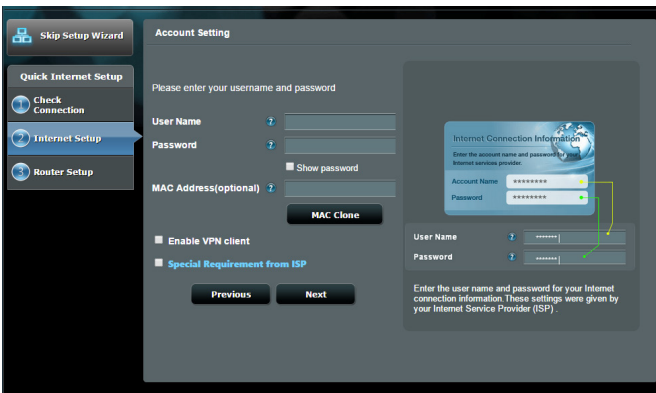 Skip Setup Wizard
Quick Internet Setup
1 Check
Connection
2 Internet Setup
3 Router Setup
Account Setting
Please enter your username and password
User Name ?
Password ?
Show password
MAC Address(optional) ?
MAC Clone
Enable VPN client
Special Requirement from ISP
Previous Next
Internet Connection Information
Enter the account name and password for your
Internet services provider.
Account Name ********
Password ********
User Name ? *******|
Password ? *******|
Enter the user name and password for your Internet
connection information. These settings were given by
your Internet Service Provider (ISP) .